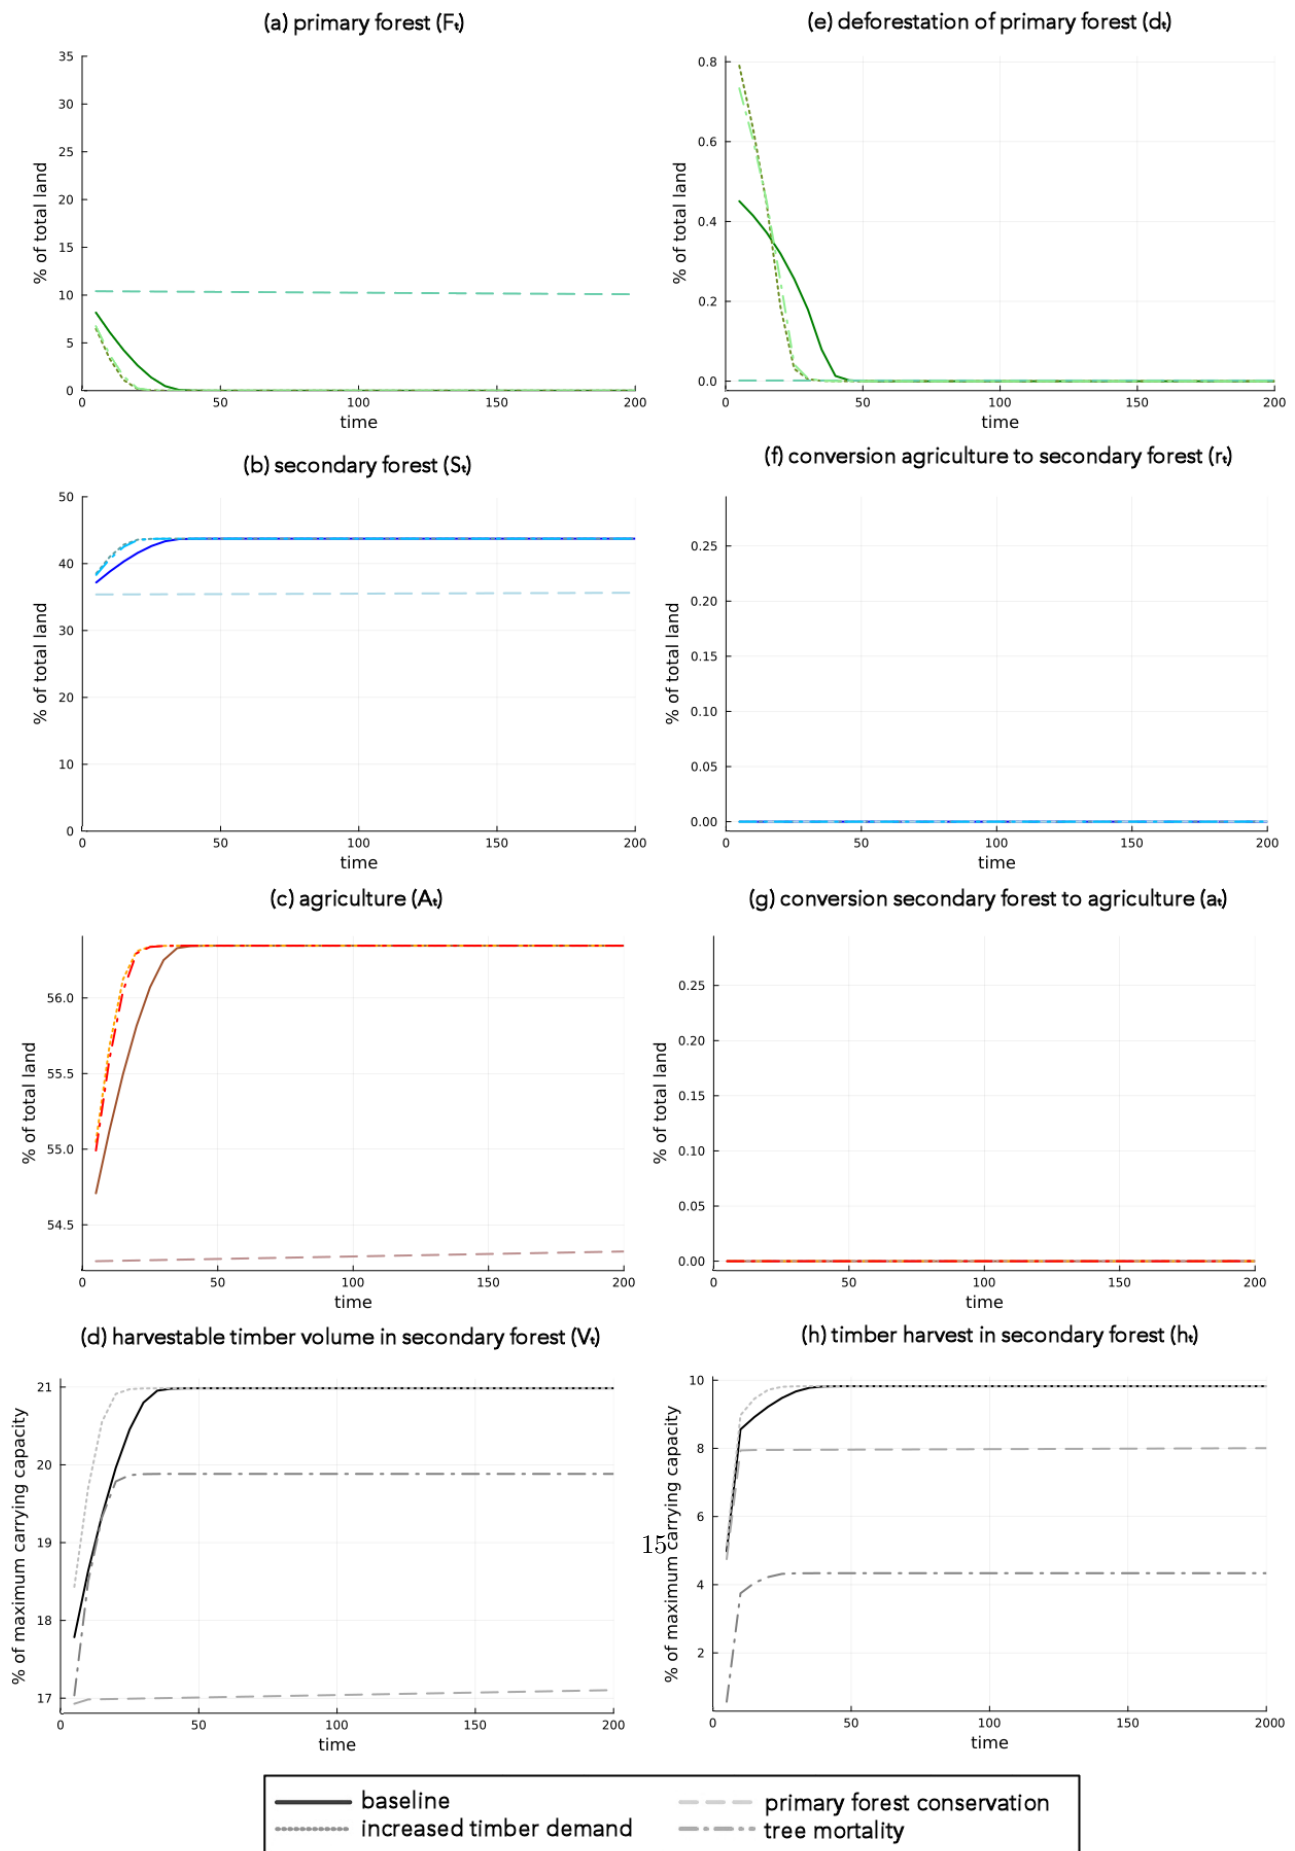 (a) primary forest (Fₜ)
35
30
25
20
15
10
5
0
0 50 100 150 200
% of total land
time
(e) deforestation of primary forest (dₜ)
0.8
0.6
0.4
0.2
0.0
0 50 100 150 200
% of total land
time
(b) secondary forest (Sₜ)
50
40
30
20
10
0
0 50 100 150 200
% of total land
time
(f) conversion agriculture to secondary forest (rₜ)
0.25
0.20
0.15
0.10
0.05
0.00
0 50 100 150 200
% of total land
time
(c) agriculture (Aₜ)
56.0
55.5
55.0
54.5
0 50 100 150 200
% of total land
time
(g) conversion secondary forest to agriculture (aₜ)
0.25
0.20
0.15
0.10
0.05
0.00
0 50 100 150 200
% of total land
time
(d) harvestable timber volume in secondary forest (Vₜ)
21
20
19
18
17
0 50 100 150 200
% of maximum carrying capacity
time
(h) timber harvest in secondary forest (hₜ)
10
8
6
4
2
0 50 100 150 2000
% of maximum carrying capacity
time
15
baseline
increased timber demand
primary forest conservation
tree mortality